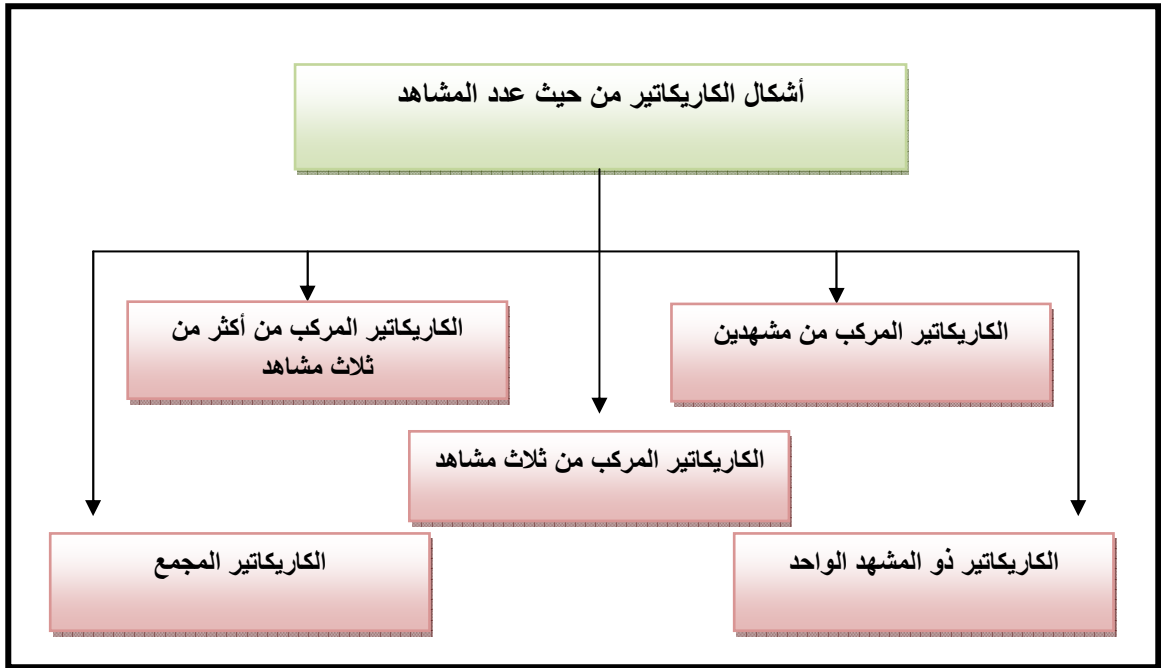 أشكال الكاريكاتير من حيث عدد المشاهد
الكاريكاتير المركب من مشهدين
الكاريكاتير المركب من أكثر من
ثلاث مشاهد
الكاريكاتير المركب من ثلاث مشاهد
الكاريكاتير ذو المشهد الواحد
الكاريكاتير المجمع